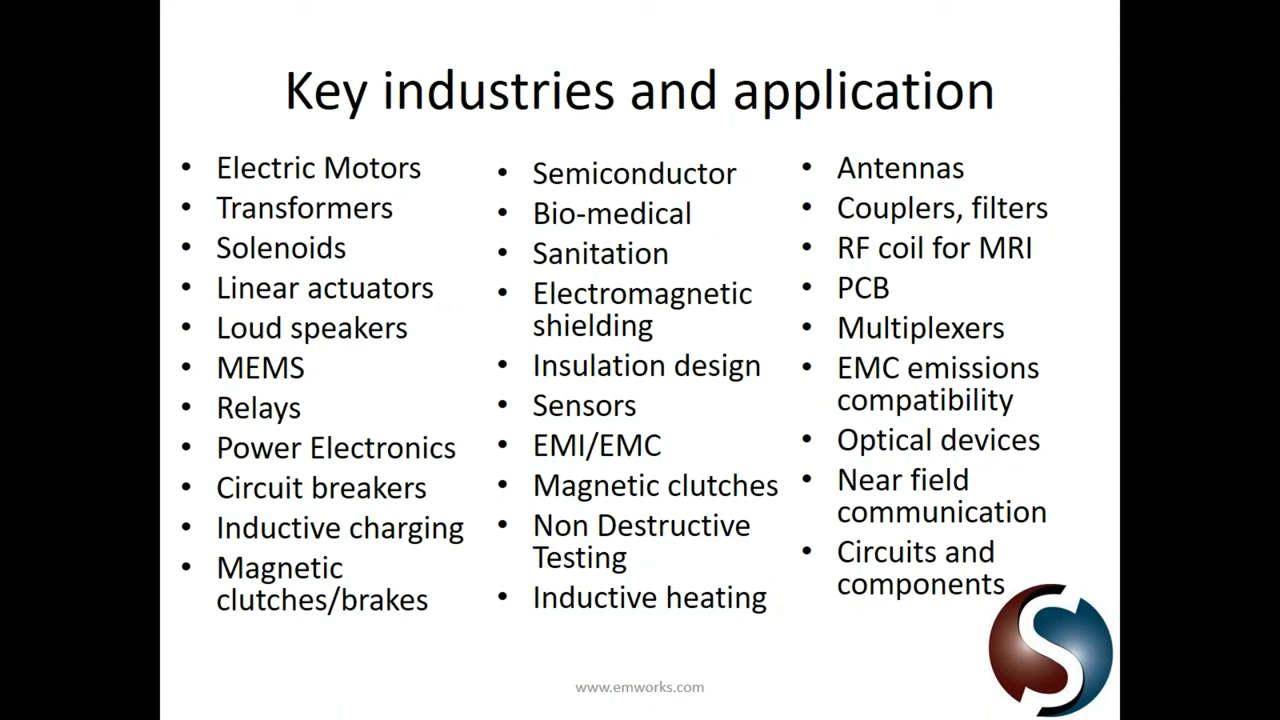 Key industries and application
• Electric Motors
• Transformers
• Solenoids
• Linear actuators
• Loud speakers
• MEMS
• Relays
• Power Electronics
• Circuit breakers
• Inductive charging
• Magnetic
clutches/brakes
• Semiconductor
• Bio-medical
• Sanitation
• Electromagnetic
shielding
• Insulation design
• Sensors
• EMI/EMC
• Magnetic clutches
• Non Destructive
Testing
• Inductive heating
• Antennas
• Couplers, filters
• RF coil for MRI
• PCB
• Multiplexers
• EMC emissions
compatibility
• Optical devices
• Near field
communication
• Circuits and
components
www.emworks.com
S